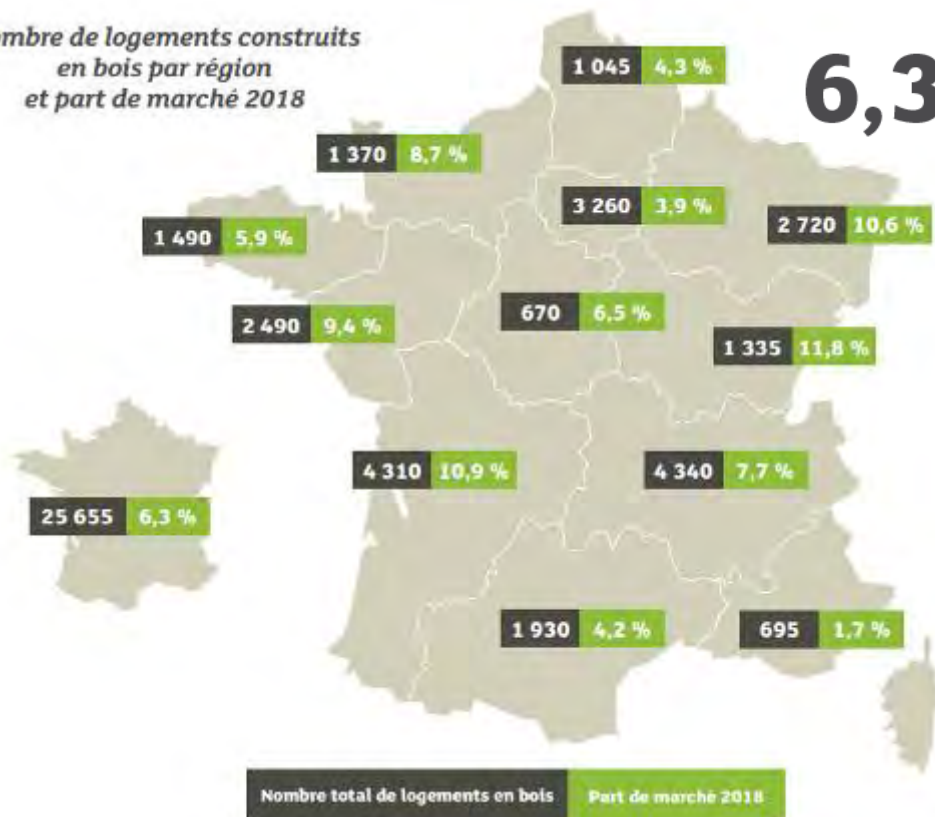 ombre de logements construits
en bois par région
et part de marché 2018
6,3
1 045 4,3 %
1 370 8,7 %
3 260 3,9 %
2 720 10,6 %
1 490 5,9 %
2 490 9,4 %
670 6,5 %
1 335 11,8 %
4 310 10,9 %
4 340 7,7 %
25 655 6,3 %
1 930 4,2 %
695 1,7 %
Nombre total de logements en bois Part de marché 2018